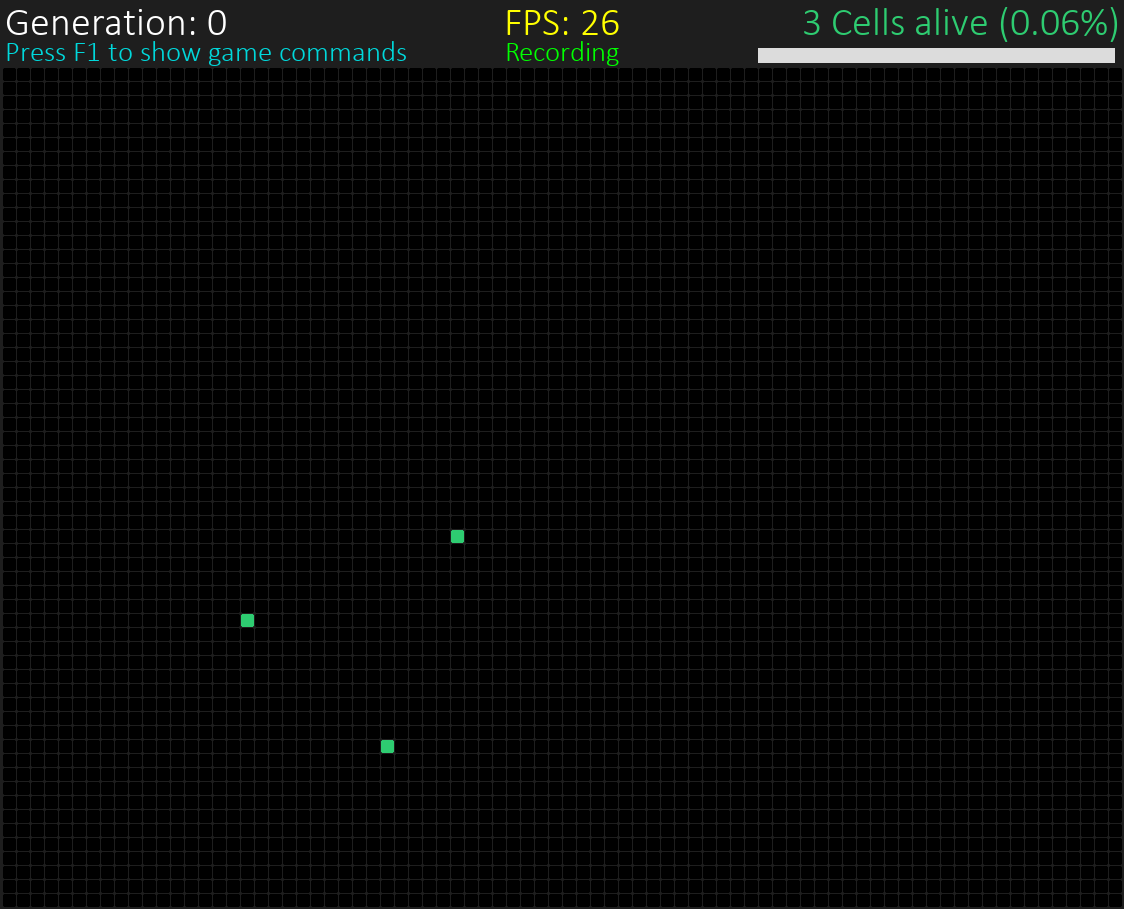 Generation: 0
FPS: 26
3 Cells alive (0.06%)
Press F1 to show game commands
Recording